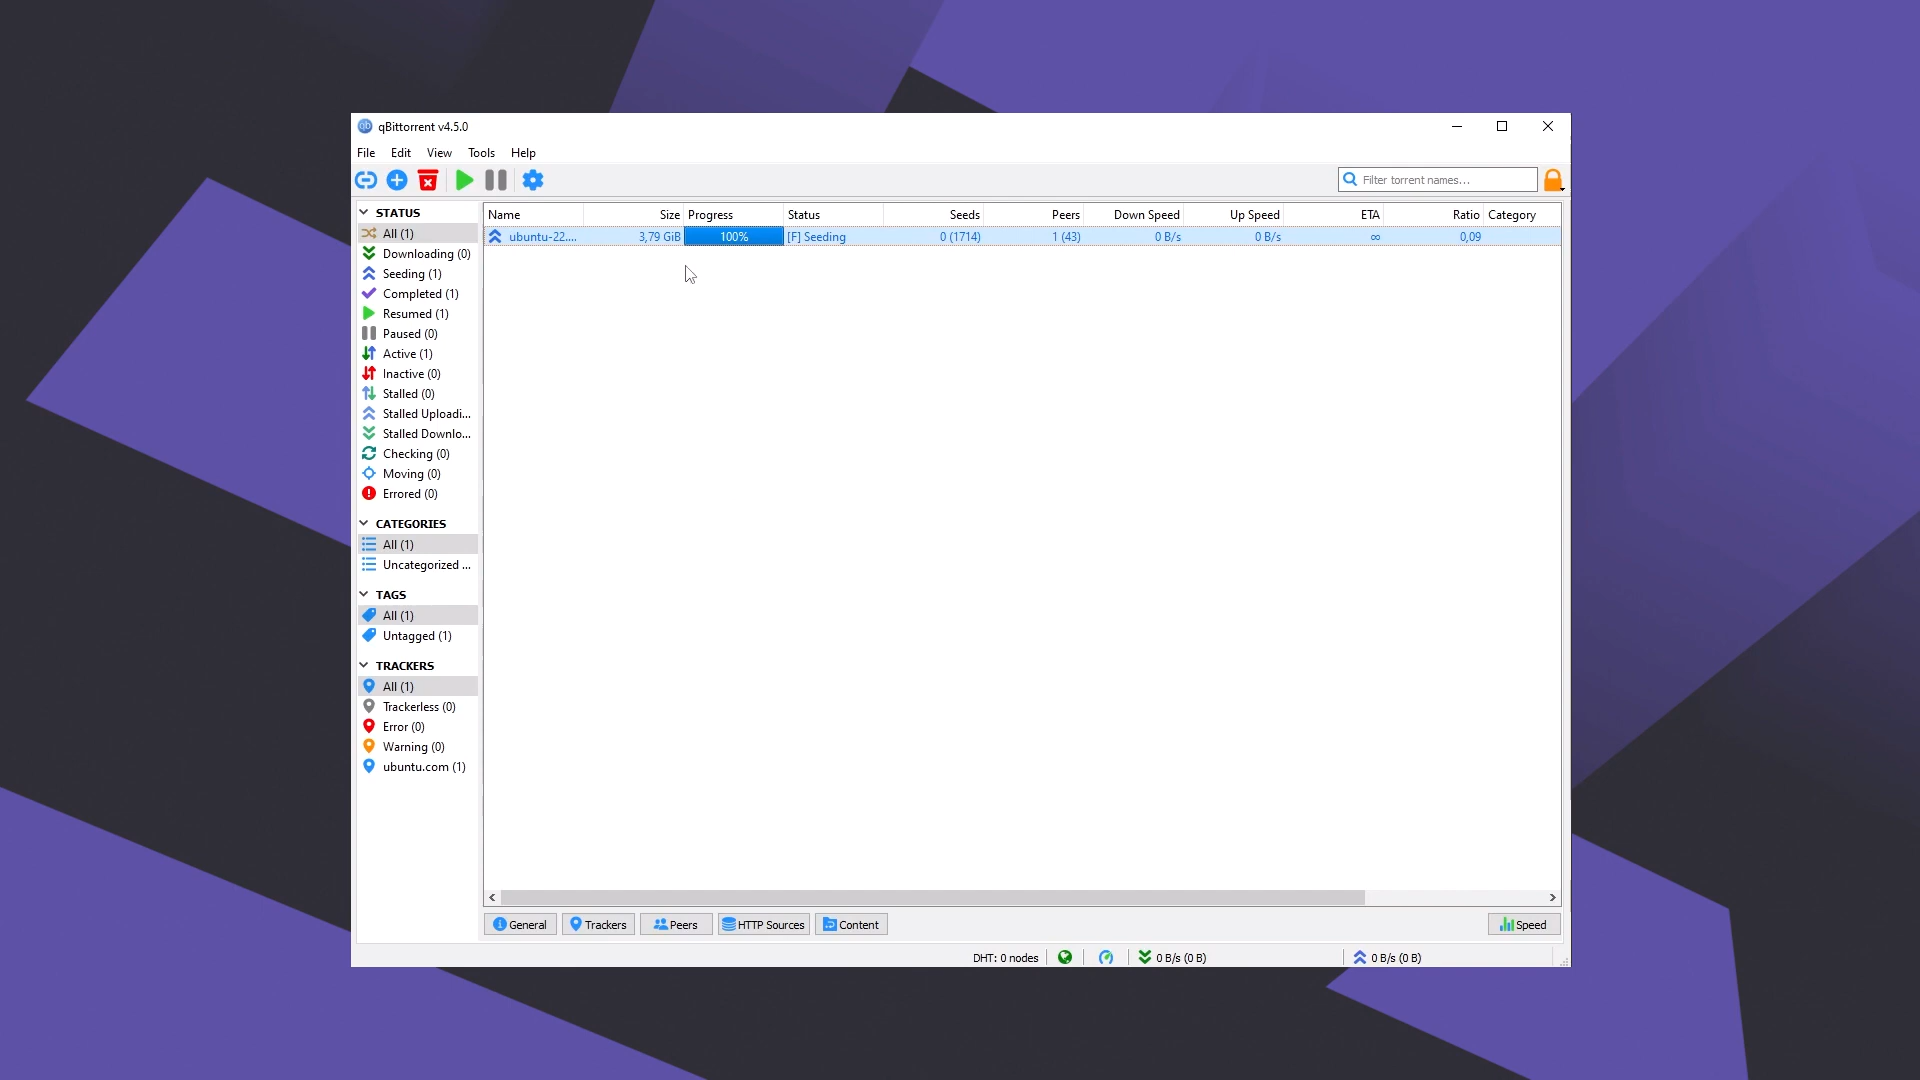 qBittorrent v4.5.0
File Edit View Tools Help
Filter torrent names...
STATUS
All (1)
Downloading (0)
Seeding (1)
Completed (1)
Resumed (1)
Paused (0)
Active (1)
Inactive (0)
Stalled (0)
Stalled Uploadi...
Stalled Downlo...
Checking (0)
Moving (0)
Errored (0)
CATEGORIES
All (1)
Uncategorized ...
TAGS
All (1)
Untagged (1)
TRACKERS
All (1)
Trackerless (0)
Error (0)
Warning (0)
ubuntu.com (1)
Name Size Progress Status Seeds Peers Down Speed Up Speed ETA Ratio Category
ubuntu-22.... 3,79 GiB 100% [F] Seeding 0 (1714) 1 (43) 0 B/s 0 B/s ∞ 0,09
General Trackers Peers HTTP Sources Content Speed
DHT: 0 nodes 0 B/s (0 B) 0 B/s (0 B)